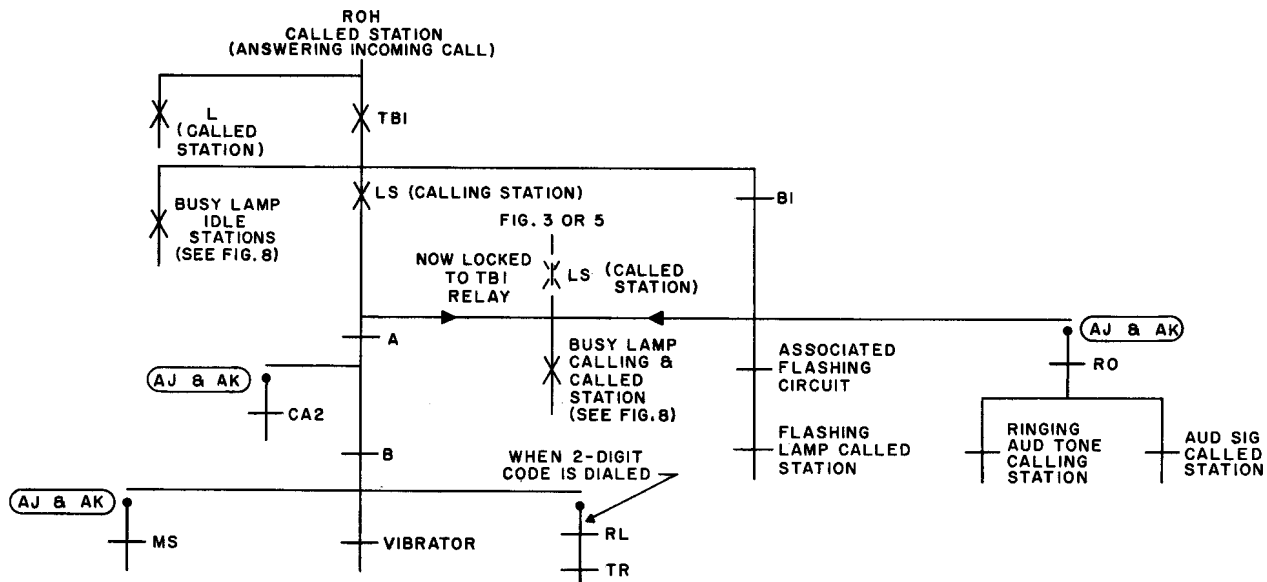 ROH
CALLED STATION
(ANSWERING INCOMING CALL)
L
(CALLED
STATION)
TB1
LS (CALLING STATION)
BUSY LAMP
IDLE
STATIONS
(SEE FIG. 8)
B1
FIG. 3 OR 5
NOW LOCKED
TO TB1
RELAY
LS (CALLED
STATION)
A
BUSY LAMP
CALLING &
CALLED
STATION
(SEE FIG. 8)
ASSOCIATED
FLASHING
CIRCUIT
AJ & AK
RO
AJ & AK
CA2
B
WHEN 2-DIGIT
CODE IS DIALED
FLASHING
LAMP CALLED
STATION
RINGING
AUD TONE
CALLING
STATION
AUD SIG
CALLED
STATION
AJ & AK
MS
VIBRATOR
RL
TR